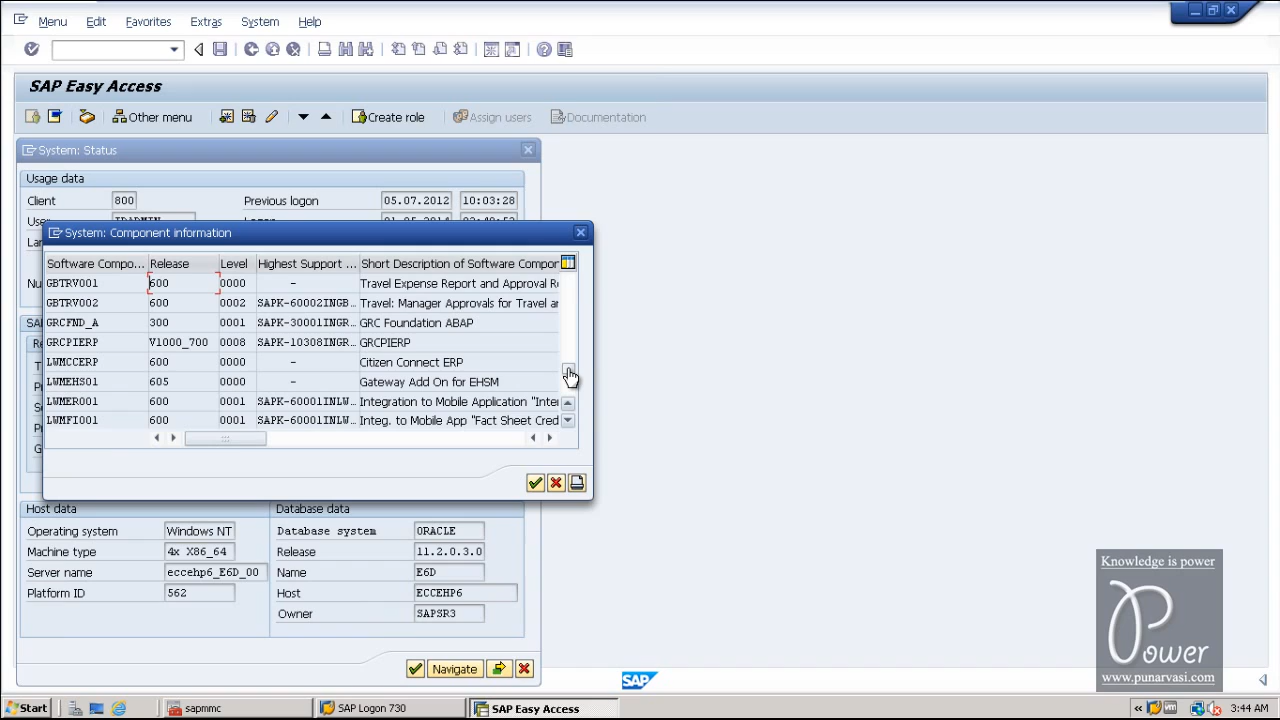 Menu Edit Favorites Extras System Help
SAP Easy Access
Other menu Create role Assign users Documentation
System: Status
Usage data
Client 800 Previous logon 05.07.2012 10:03:28
System: Component information
Software Compo... Release Level Highest Support ... Short Description of Software Compor
GBTRV001 600 0000 - Travel Expense Report and Approval R
GBTRV002 600 0002 SAPK-60002INGB... Travel: Manager Approvals for Travel ar
GRCFND_A 300 0001 SAPK-30001INGR... GRC Foundation ABAP
GRCPIERP V1000_700 0008 SAPK-10308INGR... GRCPIERP
LWMCCERP 600 0000 - Citizen Connect ERP
LWMEHS01 605 0000 - Gateway Add On for EHSM
LWMER001 600 0001 SAPK-60001INLW... Integration to Mobile Application "Inter
LWMFI001 600 0001 SAPK-60001INLW... Integ. to Mobile App "Fact Sheet Cred
Host data Database data
Operating system Windows NT Database system ORACLE
Machine type 4x X86_64 Release 11.2.0.3.0
Server name eccehp6_E6D_00 Name E6D
Platform ID 562 Host ECCEHP6
Owner SAPSR3
Navigate
SAP
Knowledge is power
Power
www.punarvasi.com
Start sapmmc SAP Logon 730 SAP Easy Access 3:44 AM